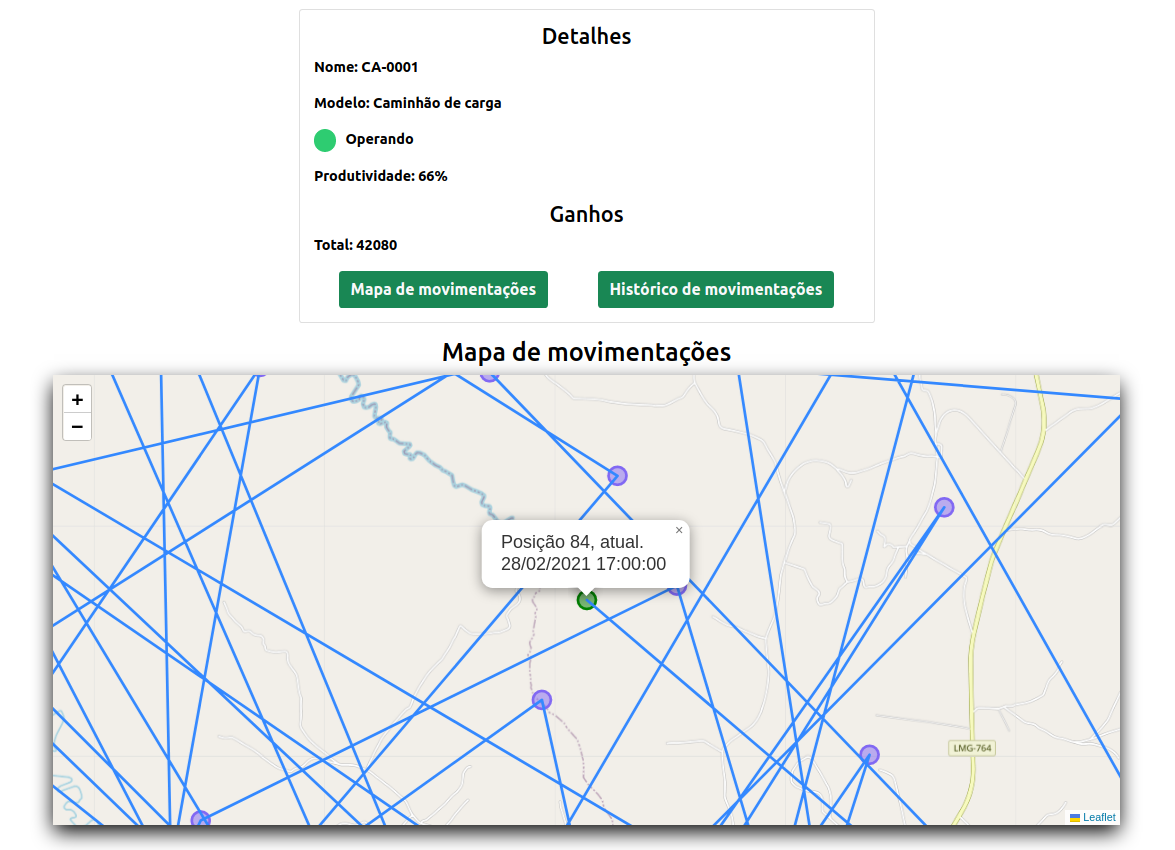 Detalhes
Nome: CA-0001
Modelo: Caminhão de carga
Operando
Produtividade: 66%
Ganhos
Total: 42080
Mapa de movimentações
Histórico de movimentações
Mapa de movimentações
+
−
Posição 84, atual.
28/02/2021 17:00:00
×
LMG-764
Leaflet